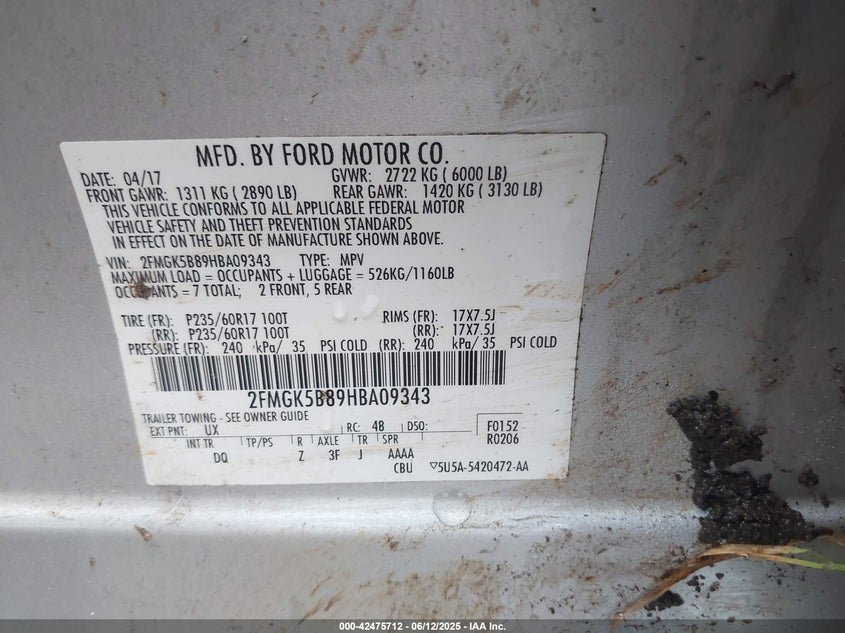 MFD. BY FORD MOTOR CO.
DATE: 04/17 GVWR: 2722 KG ( 6000 LB)
FRONT GAWR: 1311 KG ( 2890 LB) REAR GAWR: 1420 KG ( 3130 LB)
THIS VEHICLE CONFORMS TO ALL APPLICABLE FEDERAL MOTOR
VEHICLE SAFETY AND THEFT PREVENTION STANDARDS
IN EFFECT ON THE DATE OF MANUFACTURE SHOWN ABOVE.
VIN: 2FMGK5B89HBA09343 TYPE: MPV
MAXIMUM LOAD = OCCUPANTS + LUGGAGE = 526KG/1160LB
OCCUPANTS = 7 TOTAL; 2 FRONT, 5 REAR
TIRE (FR): P235/60R17 100T RIMS (FR): 17X7.5J
(RR): P235/60R17 100T (RR): 17X7.5J
PRESSURE (FR): 240 kPa/ 35 PSI COLD (RR): 240 kPa/ 35 PSI COLD
2FMGK5B89HBA09343
TRAILER TOWING - SEE OWNER GUIDE
EXT PNT: UX RC: 48 DSO: F0152
INT TR TP/PS R AXLE TR SPR R0206
DQ Z 3F J AAAA
CBU ▽5U5A-5420472-AA
000-42475712 - 06/12/2025 - IAA Inc.